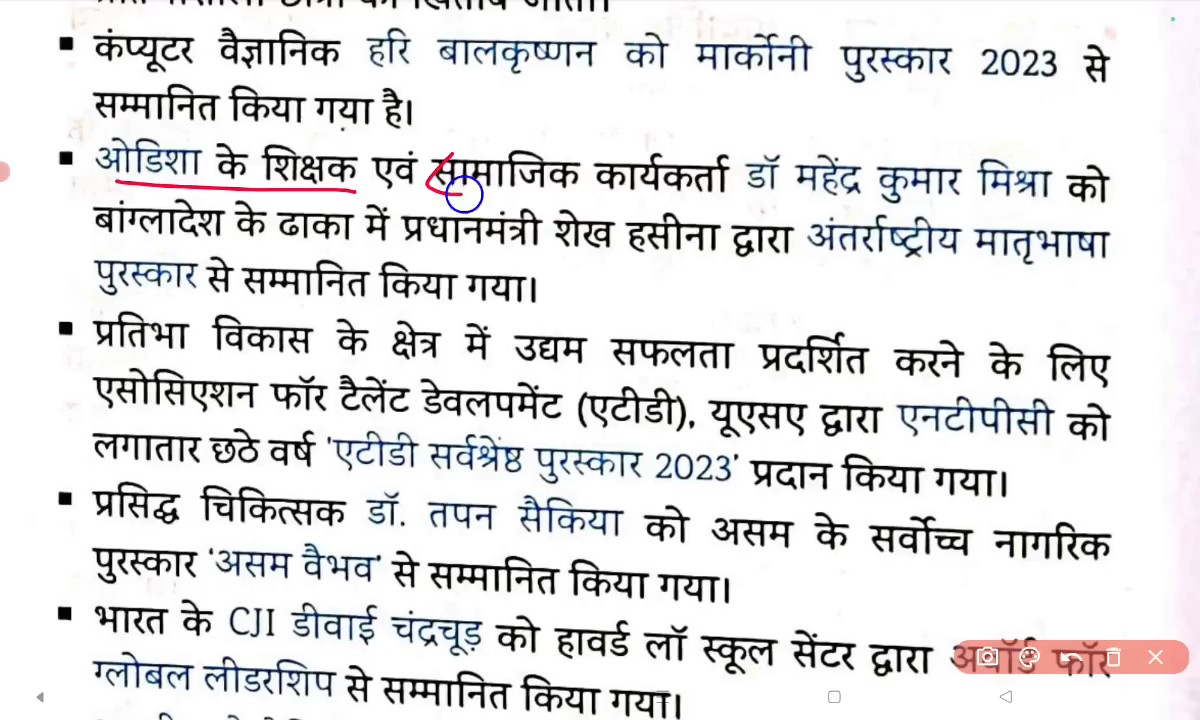 कंप्यूटर वैज्ञानिक हरि बालकृष्णन को मार्कोनी पुरस्कार 2023 से
सम्मानित किया गया है।
ओडिशा के शिक्षक एवं सामाजिक कार्यकर्ता डॉ महेंद्र कुमार मिश्रा को
बांग्लादेश के ढाका में प्रधानमंत्री शेख हसीना द्वारा अंतर्राष्ट्रीय मातृभाषा
पुरस्कार से सम्मानित किया गया।
प्रतिभा विकास के क्षेत्र में उद्यम सफलता प्रदर्शित करने के लिए
एसोसिएशन फॉर टैलेंट डेवलपमेंट (एटीडी), यूएसए द्वारा एनटीपीसी को
लगातार छठे वर्ष 'एटीडी सर्वश्रेष्ठ पुरस्कार 2023' प्रदान किया गया।
प्रसिद्ध चिकित्सक डॉ. तपन सैकिया को असम के सर्वोच्च नागरिक
पुरस्कार 'असम वैभव' से सम्मानित किया गया।
भारत के CJI डीवाई चंद्रचूड़ को हावर्ड लॉ स्कूल सेंटर द्वारा अवॉर्ड फॉर
ग्लोबल लीडरशिप से सम्मानित किया गया।